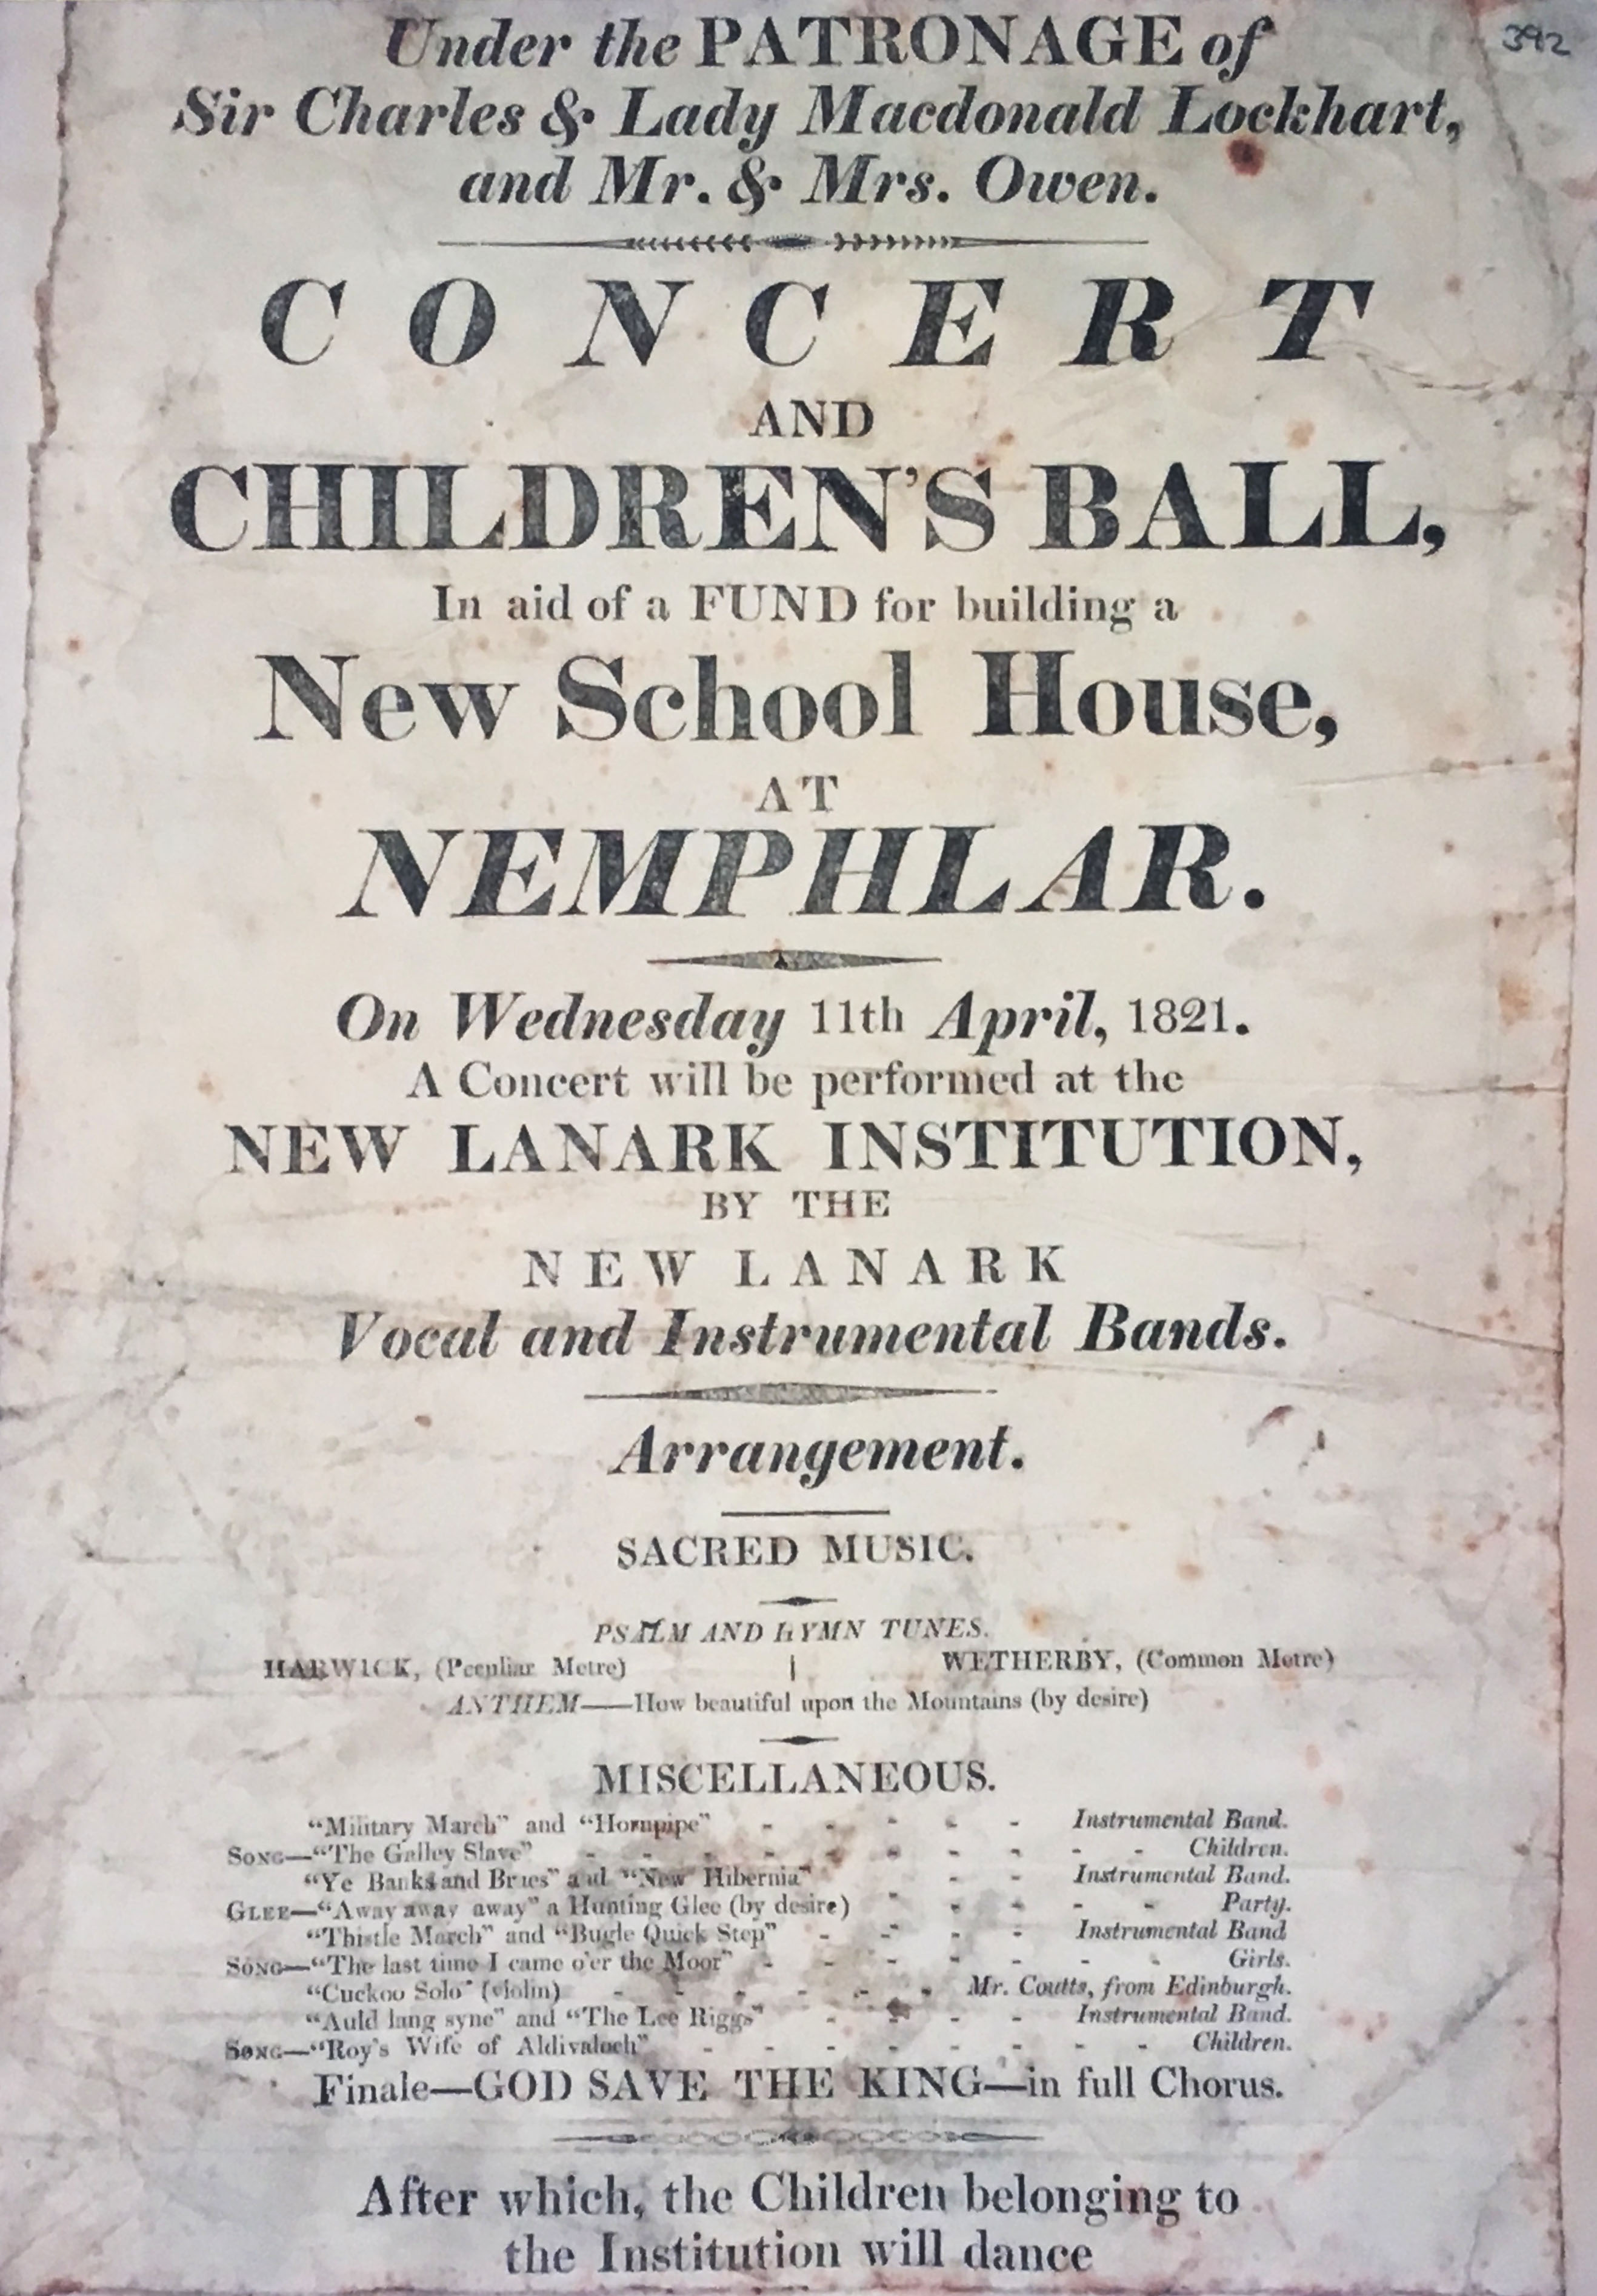 392
Under the PATRONAGE of
Sir Charles & Lady Macdonald Lockhart,
and Mr. & Mrs. Owen.
CONCERT
AND
CHILDREN'S BALL,
In aid of a FUND for building a
New School House,
AT
NEMPHLAR.
On Wednesday 11th April, 1821.
A Concert will be performed at the
NEW LANARK INSTITUTION,
BY THE
NEW LANARK
Vocal and Instrumental Bands.
Arrangement.
SACRED MUSIC.
PSALM AND HYMN TUNES.
HARWICK, (Peculiar Metre) | WETHERBY, (Common Metre)
ANTHEM——How beautiful upon the Mountains (by desire)
MISCELLANEOUS.
"Military March" and "Hornpipe" - - - - - Instrumental Band.
SONG—"The Galley Slave" - - - - - - - - - - Children.
"Ye Banks and Braes" and "New Hibernia" - - Instrumental Band.
GLEE—"Away away away" a Hunting Glee (by desire) - - - - - Party.
"Thistle March" and "Bugle Quick Step" - - - - Instrumental Band
SONG—"The last time I came o'er the Moor" - - - - - - - Girls.
"Cuckoo Solo" (violin) - - - - - - Mr. Coutts, from Edinburgh.
"Auld lang syne" and "The Lee Riggs" - - - - Instrumental Band.
SONG—"Roy's Wife of Aldivaloch" - - - - - - - - Children.
Finale—GOD SAVE THE KING—in full Chorus.
After which, the Children belonging to
the Institution will dance